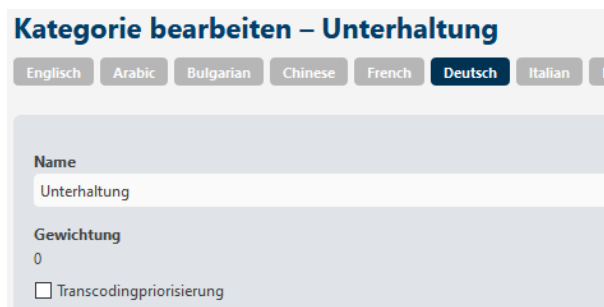 Kategorie bearbeiten – Unterhaltung
Englisch Arabic Bulgarian Chinese French Deutsch Italian
Name
Unterhaltung
Gewichtung
0
Transcodingpriorisierung